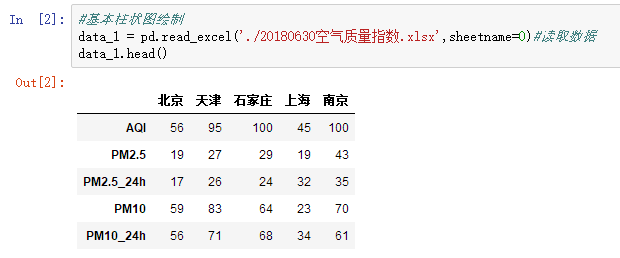 In [2]: #基本柱状图绘制
data_1 = pd.read_excel('./20180630空气质量指数.xlsx',sheetname=0)#读取数据
data_1.head()
Out[2]:
北京 天津 石家庄 上海 南京
AQI 56 95 100 45 100
PM2.5 19 27 29 19 43
PM2.5_24h 17 26 24 32 35
PM10 59 83 64 23 70
PM10_24h 56 71 68 34 61